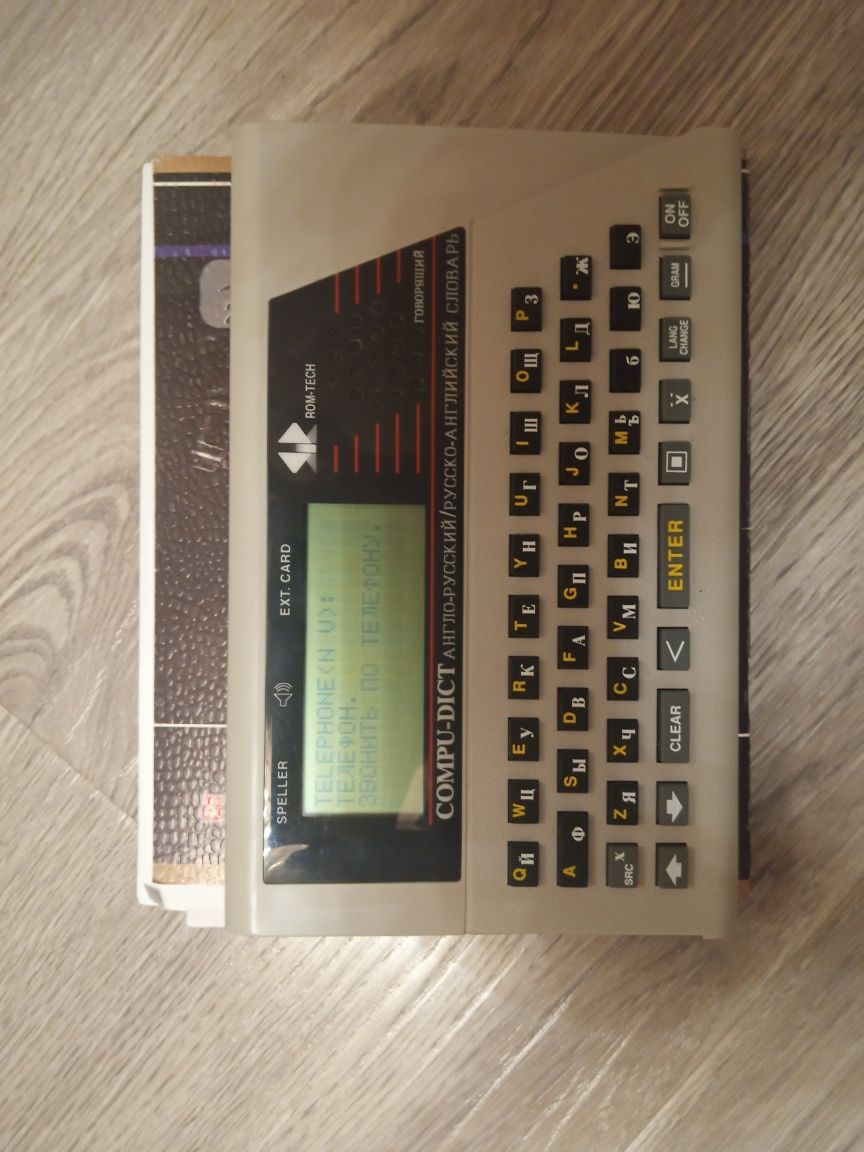 SPELLER
EXT. CARD
ROM-TECH
TELEPHONE(N V):
ТЕЛЕФОН.
ЗВОНИТЬ ПО ТЕЛЕФОНУ.
ГОВОРЯЩИЙ
COMPU-DICT АНГЛО-РУССКИЙ/РУССКО-АНГЛИЙСКИЙ СЛОВАРЬ
Q Й W Ц E У R К T Е Y Н U Г I Ш O Щ P З
A Ф S Ы D В F А G П H Р J О K Л L Д . Ж
SRC X Z Я X Ч C С V М B И N Т M Ь Ъ б Ю Э
CLEAR < ENTER Ẍ LANG CHANGE GRAM ON OFF